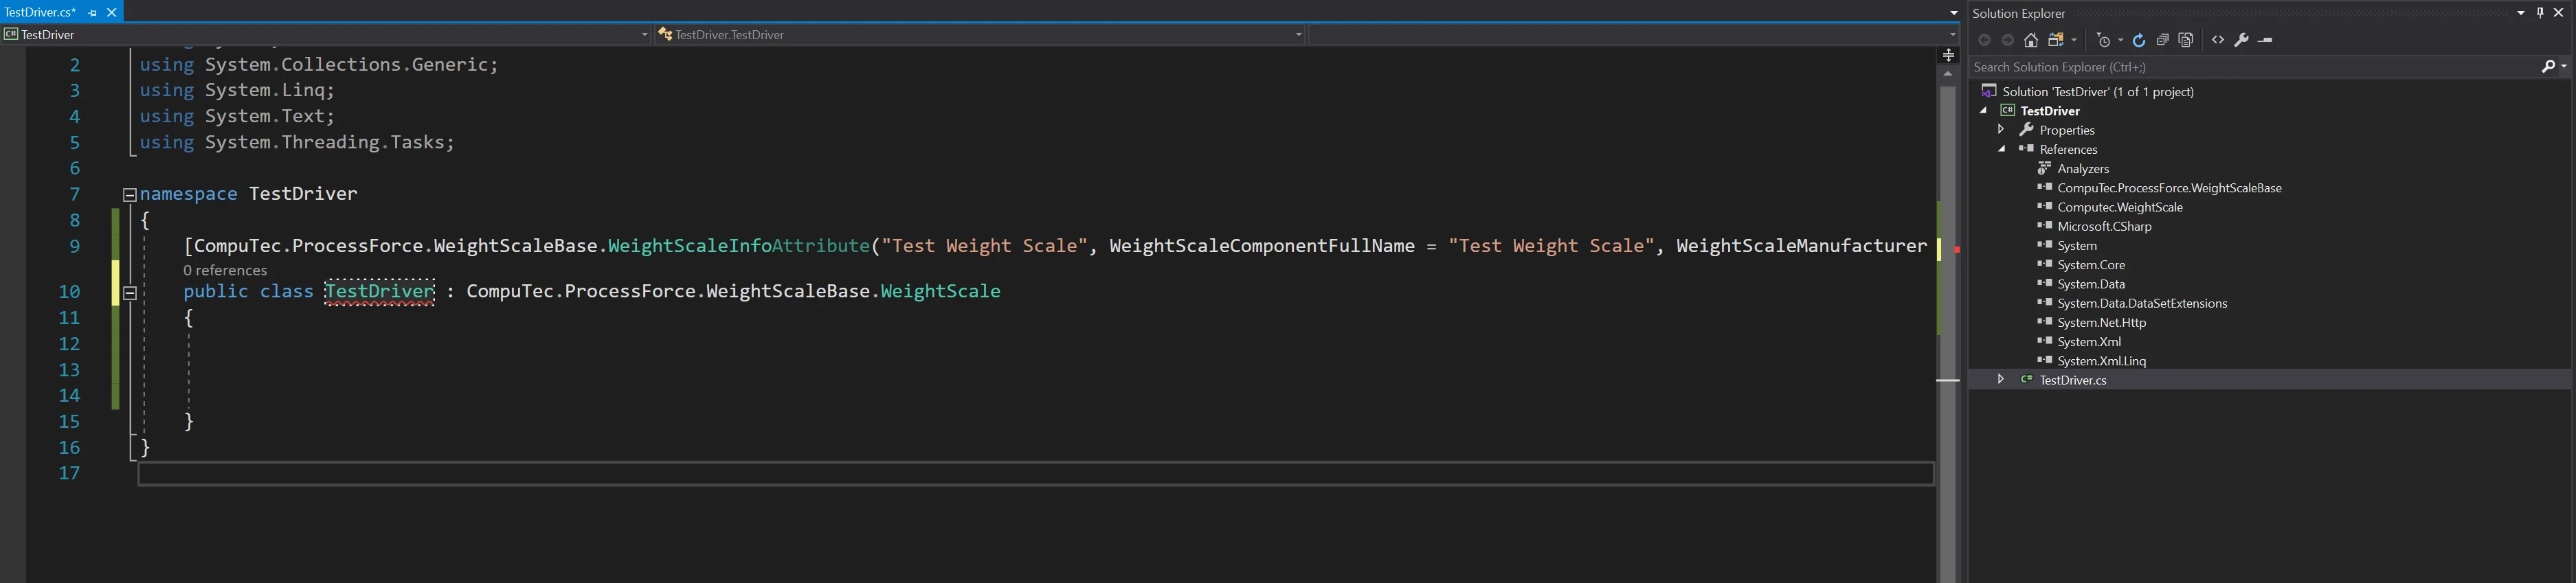 TestDriver.cs*
TestDriver
TestDriver.TestDriver
2 using System.Collections.Generic;
3 using System.Linq;
4 using System.Text;
5 using System.Threading.Tasks;
6
7 namespace TestDriver
8 {
9 [CompuTec.ProcessForce.WeightScaleBase.WeightScaleInfoAttribute("Test Weight Scale", WeightScaleComponentFullName = "Test Weight Scale", WeightScaleManufacturer
0 references
10 public class TestDriver : CompuTec.ProcessForce.WeightScaleBase.WeightScale
11 {
12
13
14
15 }
16 }
17
Solution Explorer
Search Solution Explorer (Ctrl+;)
Solution 'TestDriver' (1 of 1 project)
C# TestDriver
Properties
References
Analyzers
CompuTec.ProcessForce.WeightScaleBase
Computec.WeightScale
Microsoft.CSharp
System
System.Core
System.Data
System.Data.DataSetExtensions
System.Net.Http
System.Xml
System.Xml.Linq
C# TestDriver.cs